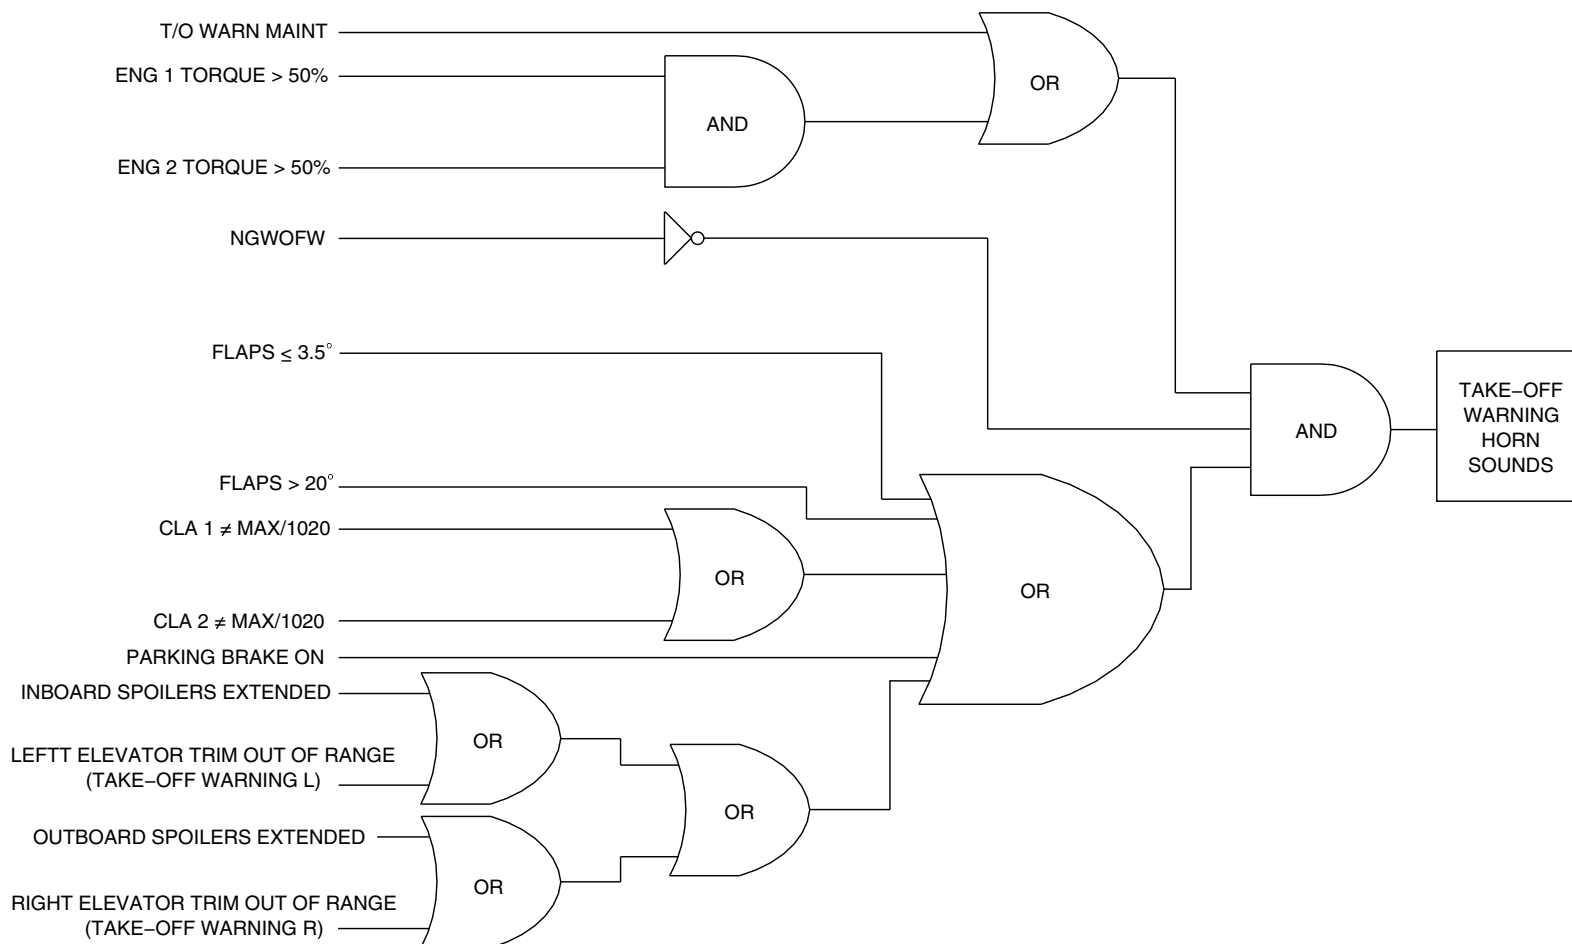 T/O WARN MAINT
ENG 1 TORQUE > 50%
AND
OR
ENG 2 TORQUE > 50%
NGWOFW
FLAPS ≤ 3.5°
TAKE–OFF
WARNING
HORN
SOUNDS
AND
FLAPS > 20°
CLA 1 ≠ MAX/1020
OR
OR
CLA 2 ≠ MAX/1020
PARKING BRAKE ON
INBOARD SPOILERS EXTENDED
OR
LEFTT ELEVATOR TRIM OUT OF RANGE
(TAKE–OFF WARNING L)
OR
OUTBOARD SPOILERS EXTENDED
OR
RIGHT ELEVATOR TRIM OUT OF RANGE
(TAKE–OFF WARNING R)